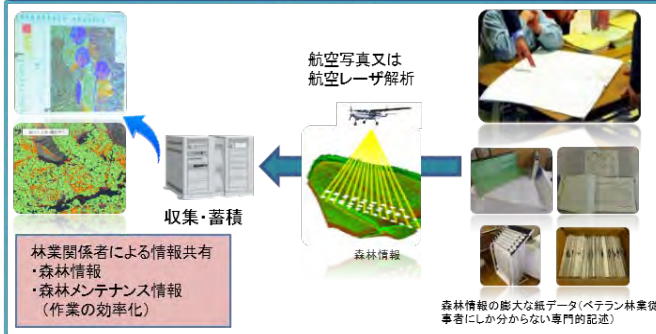 航空写真又は
航空レーザ解析
収集・蓄積
森林情報
林業関係者による情報共有
・森林情報
・森林メンテナンス情報
（作業の効率化）
森林情報の膨大な紙データ（ベテラン林業従
事者にしか分からない専門的記述）